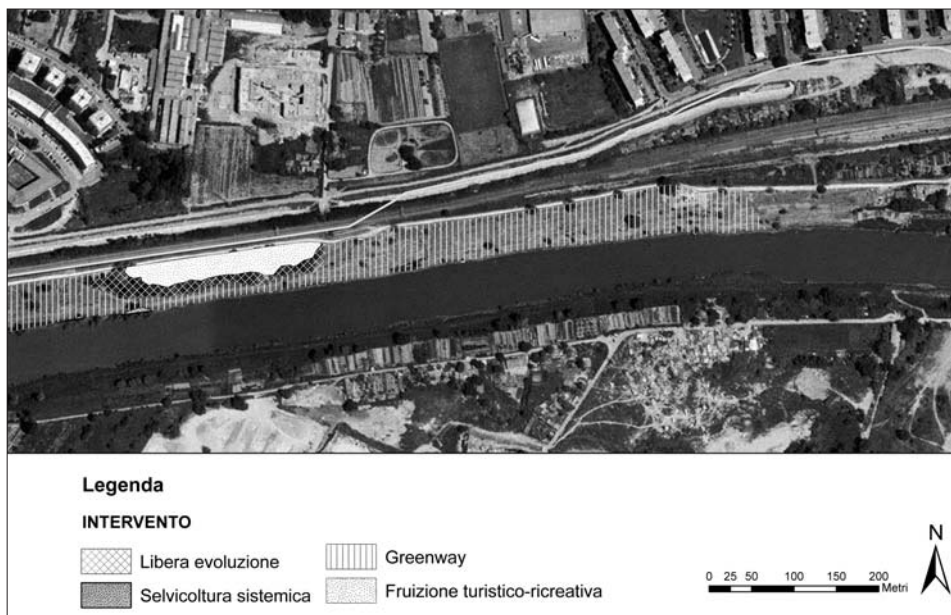 Legenda
INTERVENTO
Libera evoluzione
Selvicoltura sistemica
Greenway
Fruizione turistico-ricreativa
0 25 50 100 150 200
Metri
N